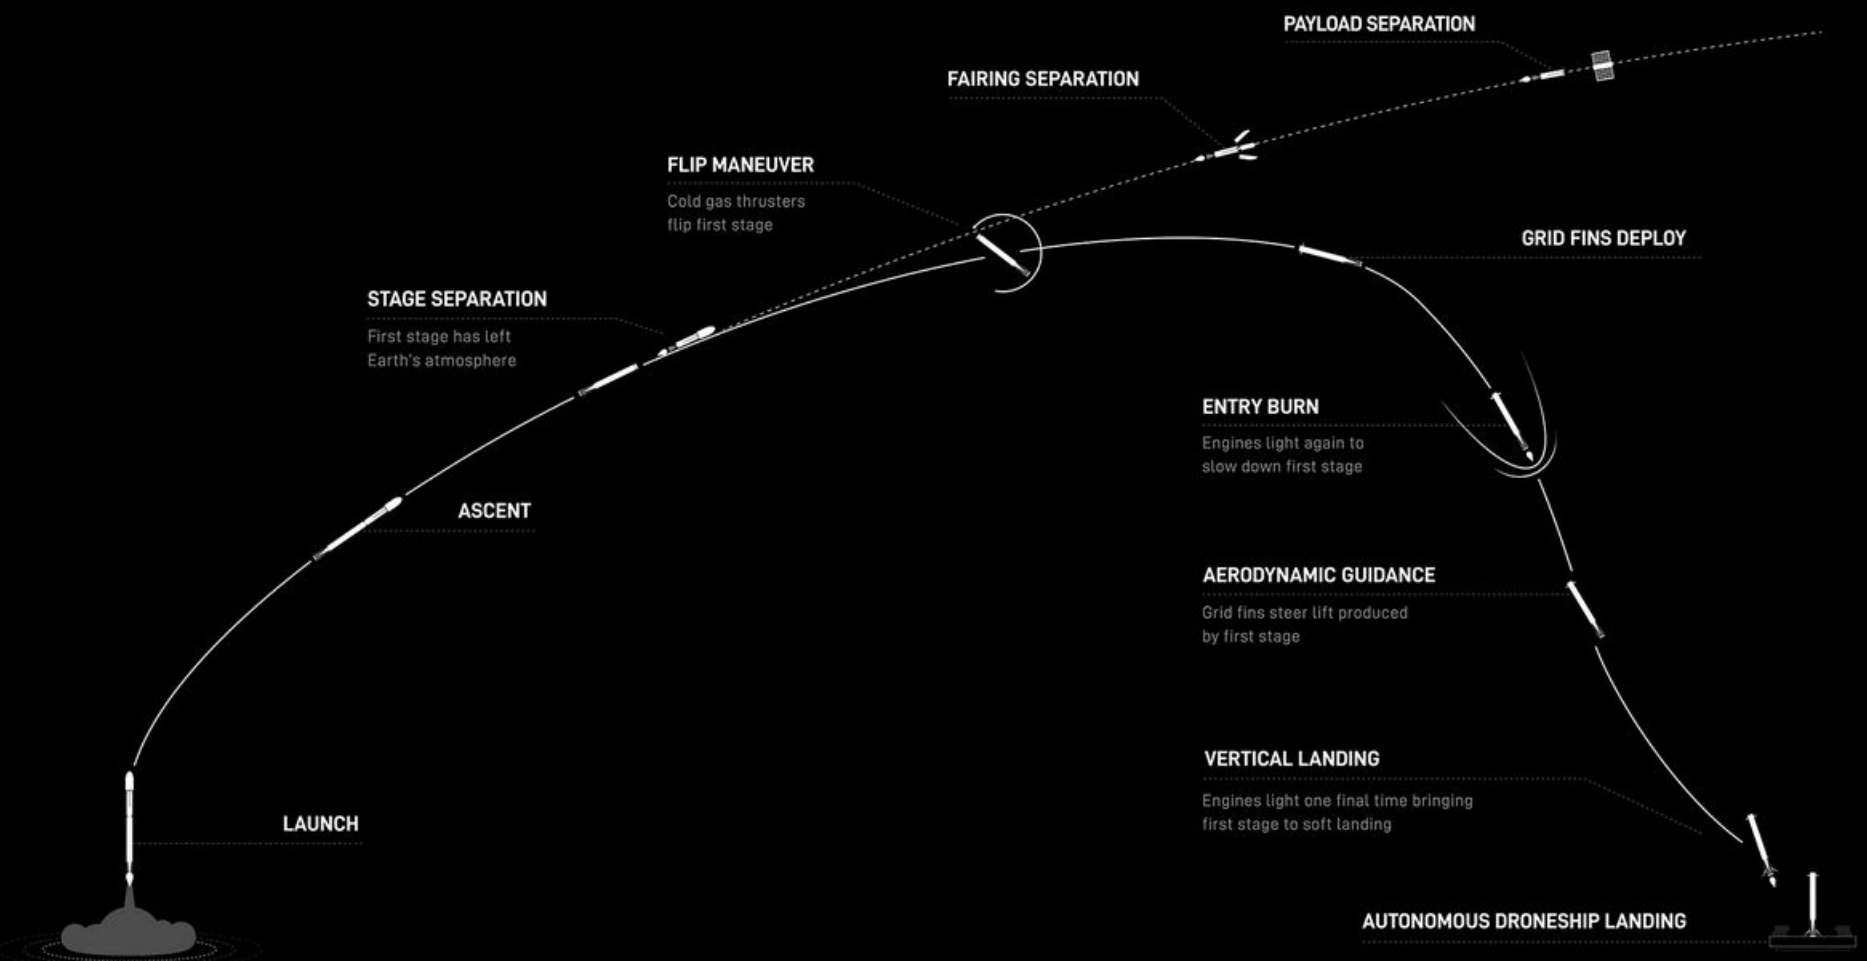 PAYLOAD SEPARATION
FAIRING SEPARATION
FLIP MANEUVER
Cold gas thrusters
flip first stage
GRID FINS DEPLOY
STAGE SEPARATION
First stage has left
Earth's atmosphere
ENTRY BURN
Engines light again to
slow down first stage
ASCENT
AERODYNAMIC GUIDANCE
Grid fins steer lift produced
by first stage
VERTICAL LANDING
Engines light one final time bringing
first stage to soft landing
LAUNCH
AUTONOMOUS DRONESHIP LANDING